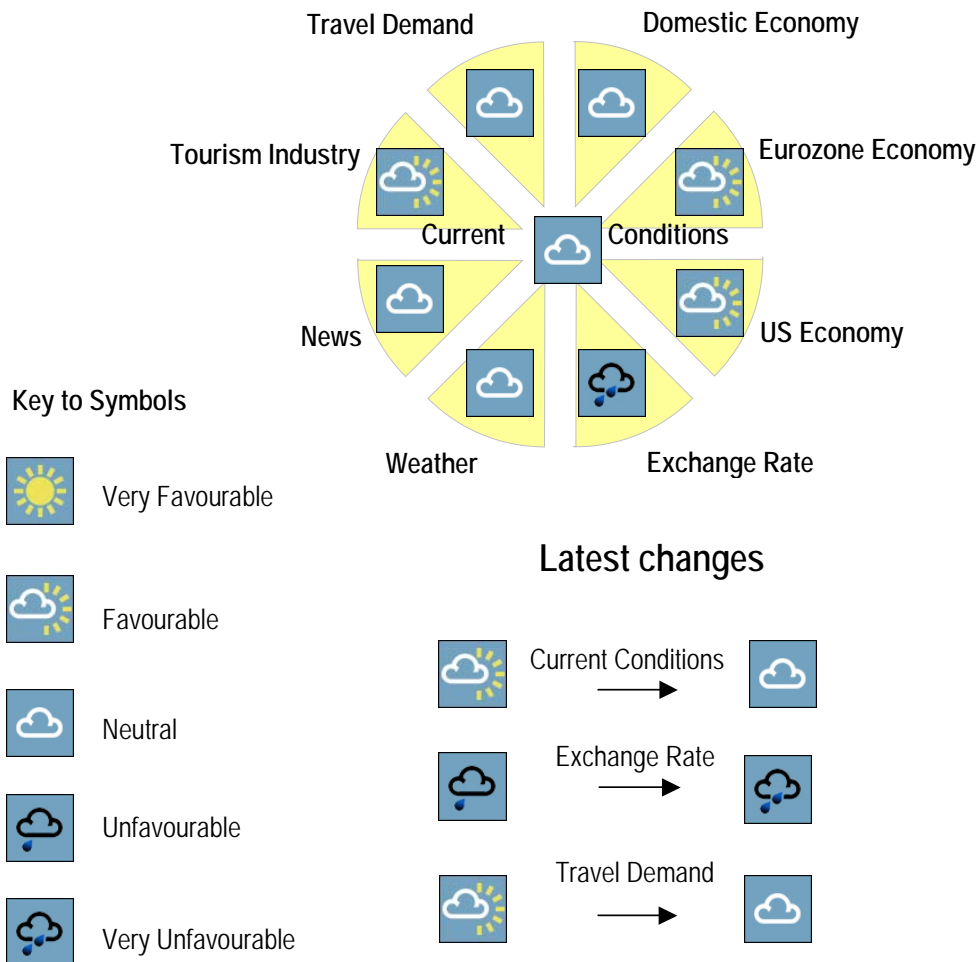 Travel Demand
Domestic Economy
Tourism Industry
Eurozone Economy
Current
Conditions
News
US Economy
Weather
Exchange Rate
Key to Symbols
Very Favourable
Favourable
Neutral
Unfavourable
Very Unfavourable
Latest changes
Current Conditions
Exchange Rate
Travel Demand